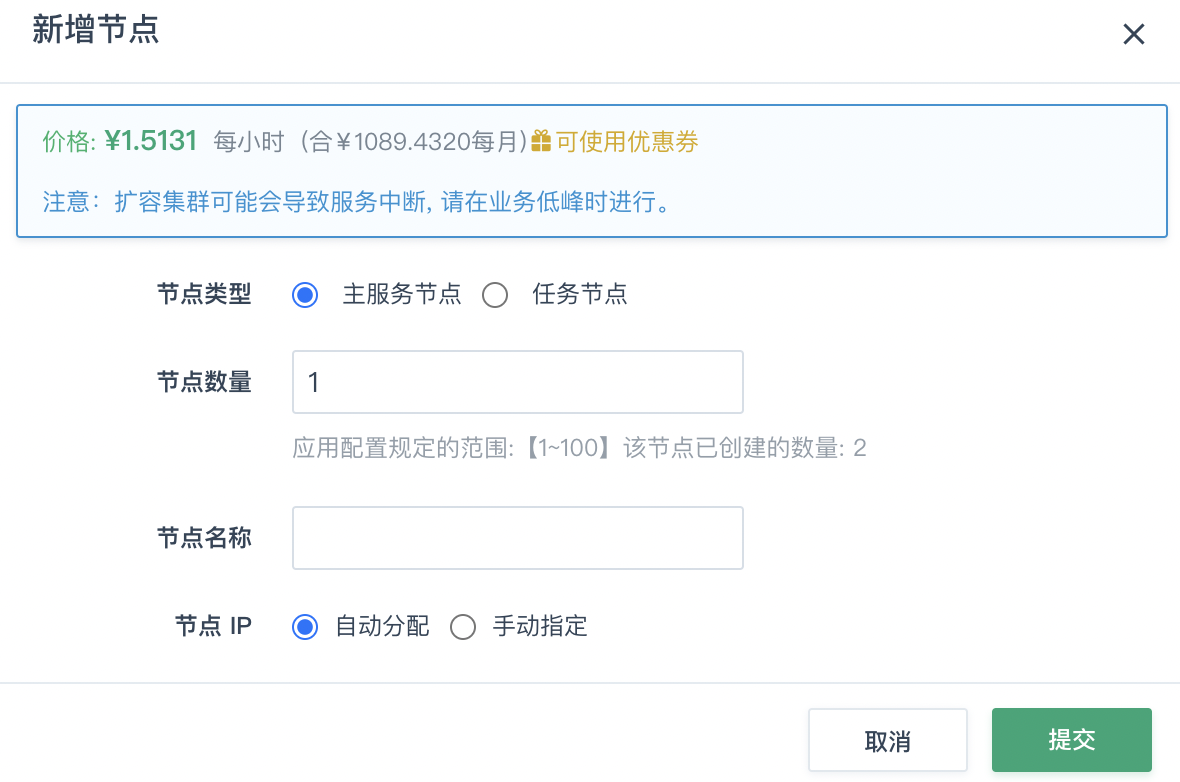 新增节点
价格: ¥1.5131 每小时（合￥1089.4320每月)可使用优惠券
注意：扩容集群可能会导致服务中断, 请在业务低峰时进行。
节点类型 主服务节点 任务节点
节点数量 1
应用配置规定的范围:【1~100】该节点已创建的数量: 2
节点名称
节点 IP 自动分配 手动指定
取消 提交